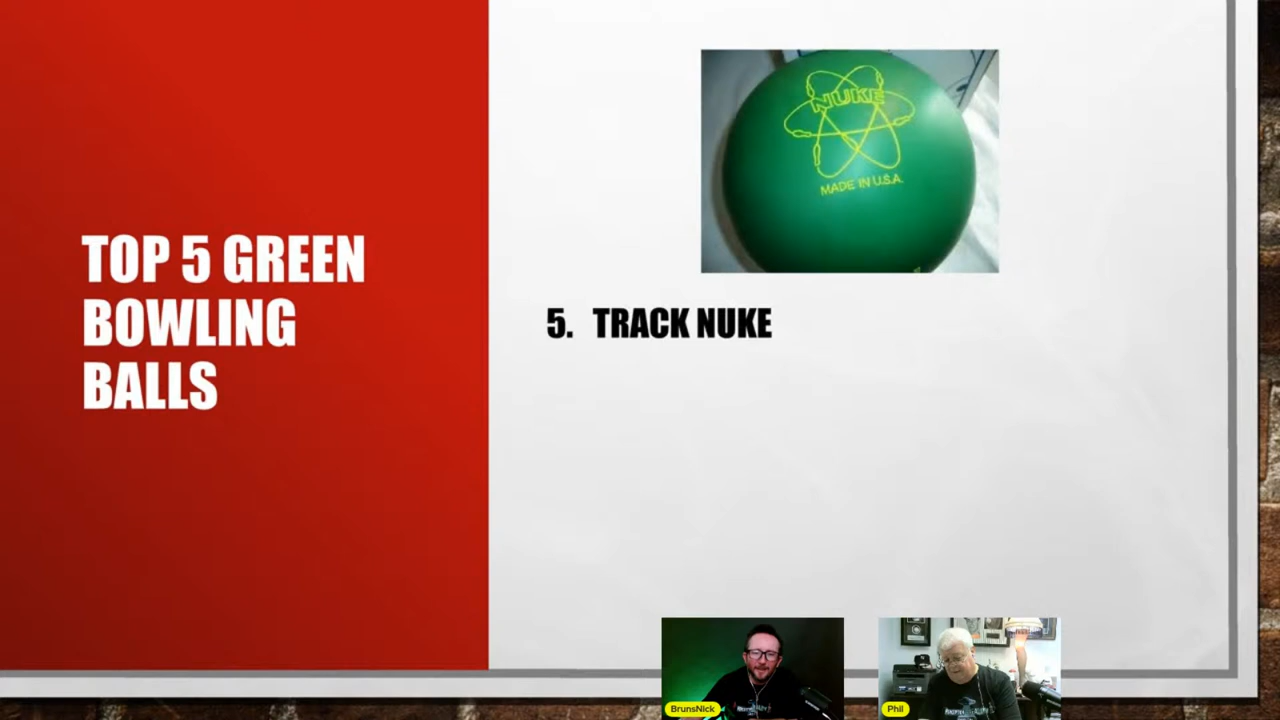 TOP 5 GREEN
BOWLING
BALLS
NUKE
MADE IN U.S.A.
5. TRACK NUKE
BrunsNick
Phil